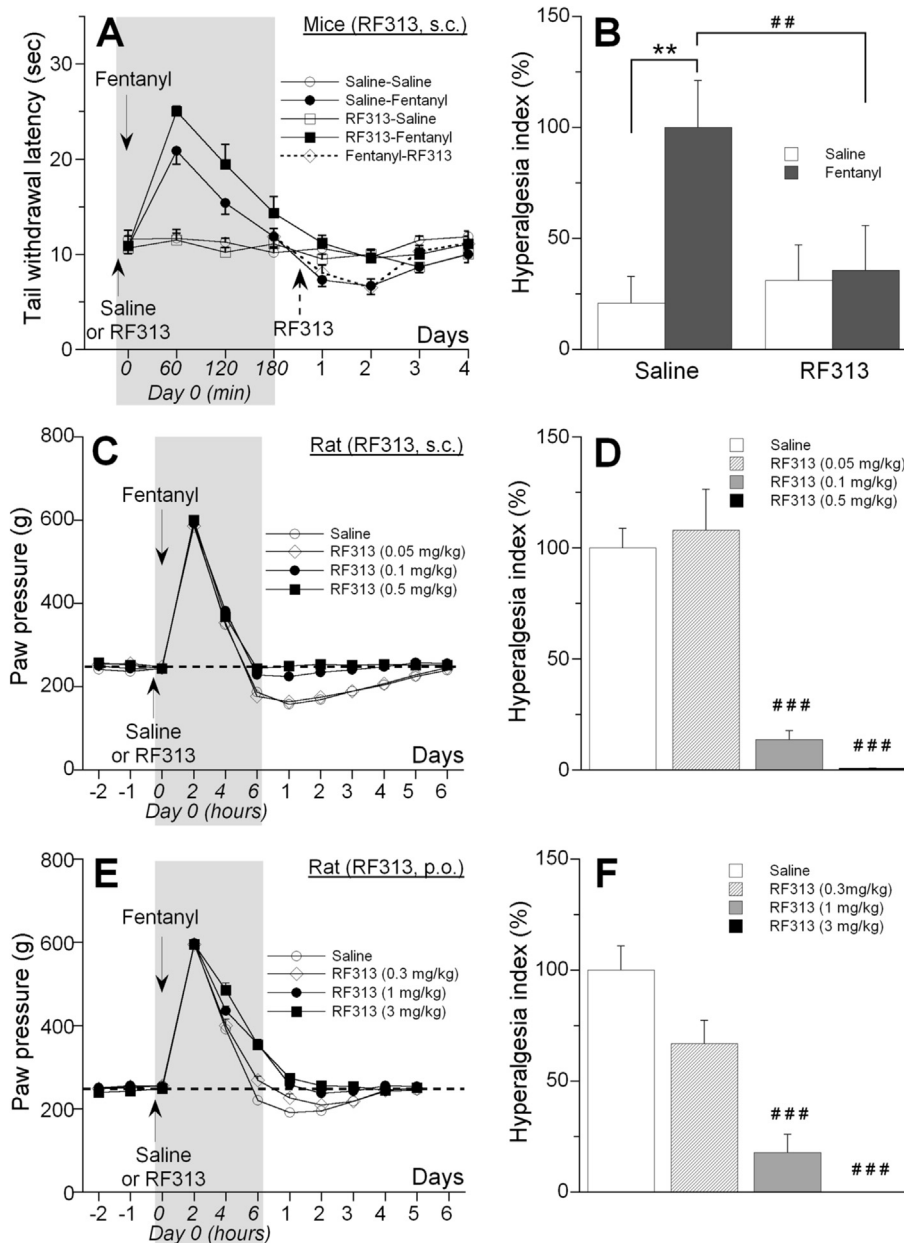 A
Mice (RF313, s.c.)
Tail withdrawal latency (sec)
30
20
10
0
Fentanyl
Saline-Saline
Saline-Fentanyl
RF313-Saline
RF313-Fentanyl
Fentanyl-RF313
Saline
or RF313
RF313
Days
0 60 120 180 1 2 3 4
Day 0 (min)
B
Hyperalgesia index (%)
150
100
50
0
**
##
Saline
Fentanyl
Saline RF313
C
Rat (RF313, s.c.)
Paw pressure (g)
800
600
400
200
0
Fentanyl
Saline
RF313 (0.05 mg/kg)
RF313 (0.1 mg/kg)
RF313 (0.5 mg/kg)
Saline
or RF313
Days
-2 -1 0 2 4 6 1 2 3 4 5 6
Day 0 (hours)
D
Hyperalgesia index (%)
150
100
50
0
Saline
RF313 (0.05 mg/kg)
RF313 (0.1 mg/kg)
RF313 (0.5 mg/kg)
###
###
E
Rat (RF313, p.o.)
Paw pressure (g)
800
600
400
200
0
Fentanyl
Saline
RF313 (0.3 mg/kg)
RF313 (1 mg/kg)
RF313 (3 mg/kg)
Saline
or RF313
Days
-2 -1 0 2 4 6 1 2 3 4 5 6
Day 0 (hours)
F
Hyperalgesia index (%)
150
100
50
0
Saline
RF313 (0.3mg/kg)
RF313 (1 mg/kg)
RF313 (3 mg/kg)
###
###